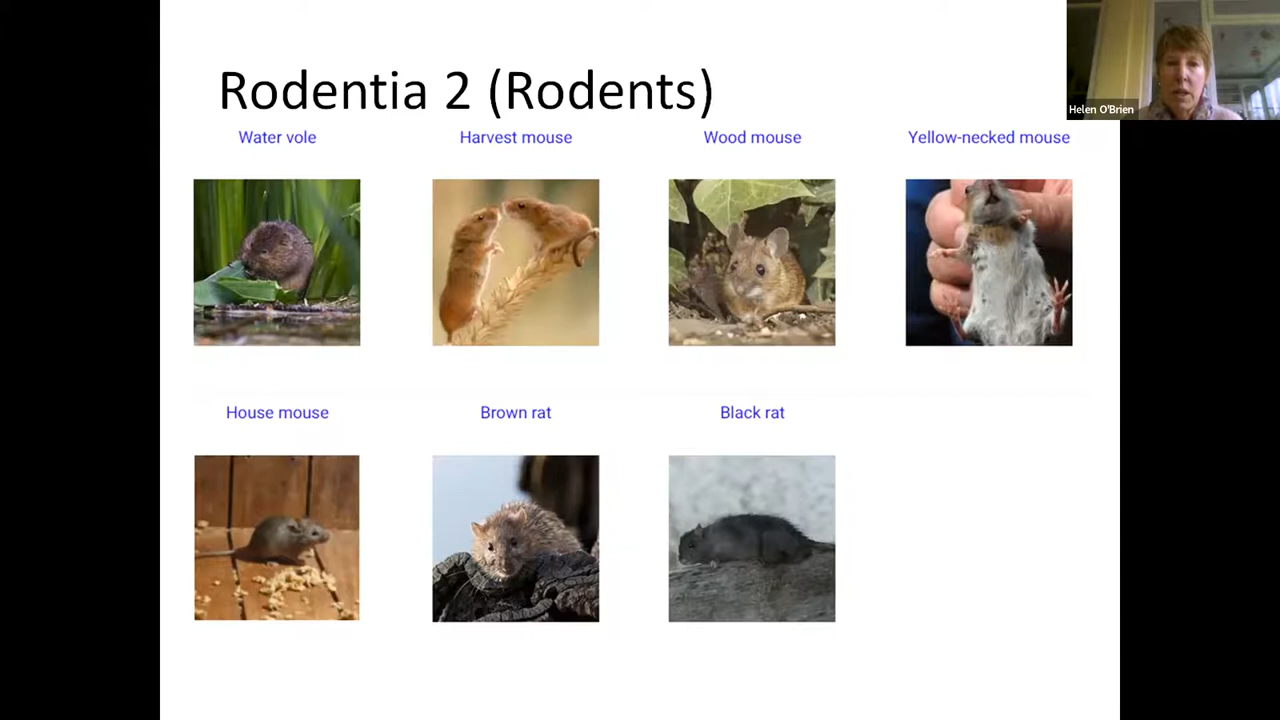 Rodentia 2 (Rodents)
Helen O'Brien
Water vole
Harvest mouse
Wood mouse
Yellow-necked mouse
House mouse
Brown rat
Black rat